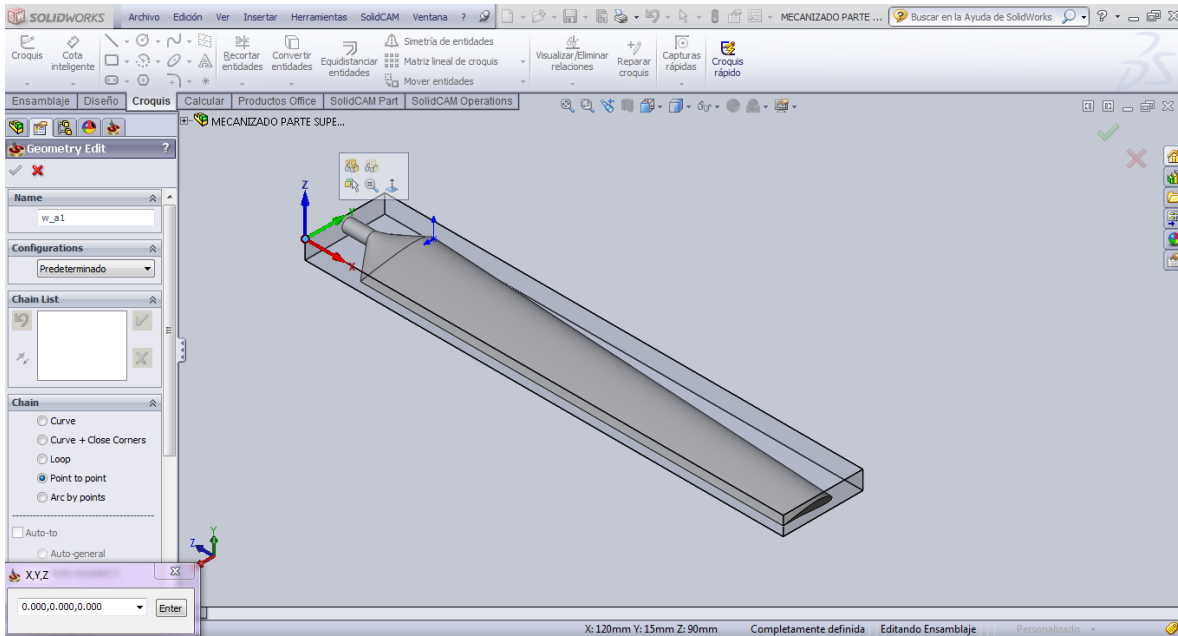 SOLIDWORKS Archivo Edición Ver Insertar Herramientas SolidCAM Ventana ? MECANIZADO PARTE ... Buscar en la Ayuda de SolidWorks ?
Croquis
Cota inteligente
Recortar entidades
Convertir entidades
Equidistanciar entidades
Simetría de entidades
Matriz lineal de croquis
Mover entidades
Visualizar/Eliminar relaciones
Reparar croquis
Capturas rápidas
Croquis rápido
Ensamblaje Diseño Croquis Calcular Productos Office SolidCAM Part SolidCAM Operations
MECANIZADO PARTE SUPE...
Geometry Edit ?
Name
w_a1
Configurations
Predeterminado
Chain List
Chain
Curve
Curve + Close Corners
Loop
Point to point
Arc by points
Auto-to
Auto-general
X,Y,Z
0.000,0.000,0.000 Enter
Z
Y
X
Y
Z
X: 120mm Y: 15mm Z: 90mm Completamente definida Editando Ensamblaje Personalizado